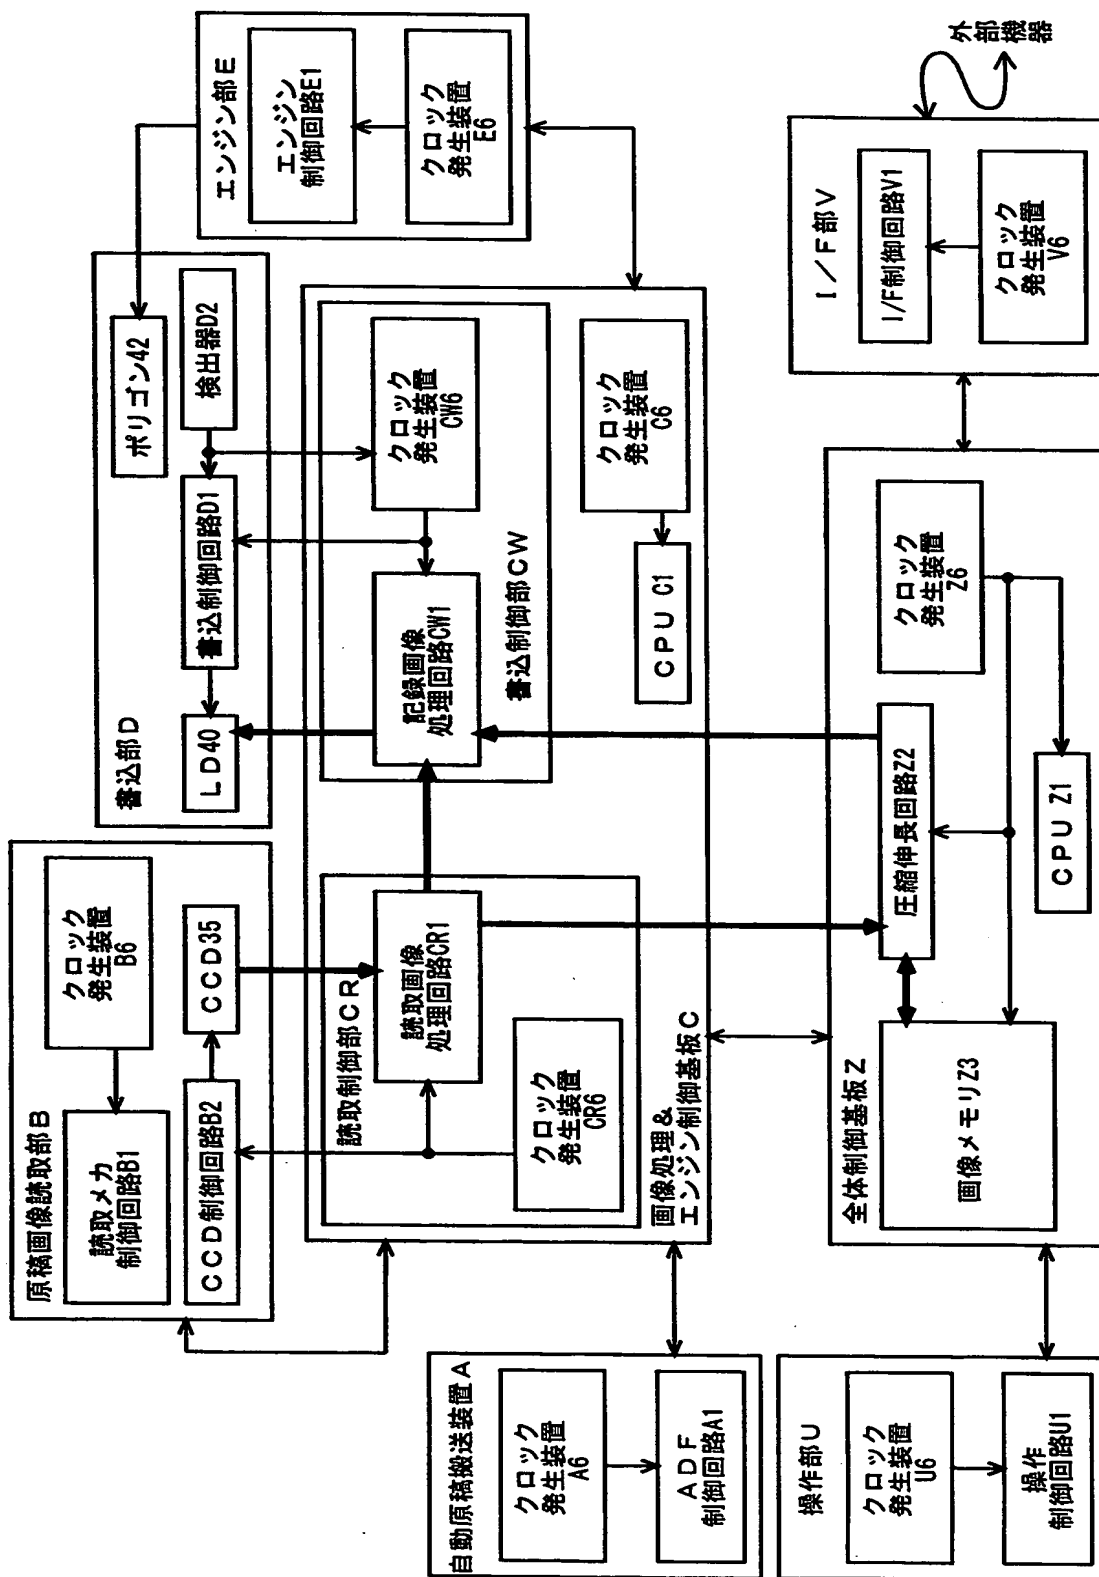 自動原稿搬送装置A
クロック
発生装置
A6
ADF
制御回路A1
操作部U
クロック
発生装置
U6
操作
制御回路U1
原稿画像読取部B
読取メカ
制御回路B1
クロック
発生装置
B6
CCD制御回路B2
CCD35
書込部D
LD40
書込制御回路D1
ポリゴン42
検出器D2
エンジン部E
エンジン
制御回路E1
クロック
発生装置
E6
読取制御部CR
読取画像
処理回路CR1
クロック
発生装置
CR6
画像処理&
エンジン制御基板C
記録画像
処理回路CW1
クロック
発生装置
CW6
書込制御部CW
CPU C1
クロック
発生装置
C6
全体制御基板Z
画像メモリZ3
圧縮伸長回路Z2
CPU Z1
クロック
発生装置
Z6
I/F部V
I/F制御回路V1
クロック
発生装置
V6
外部
機器